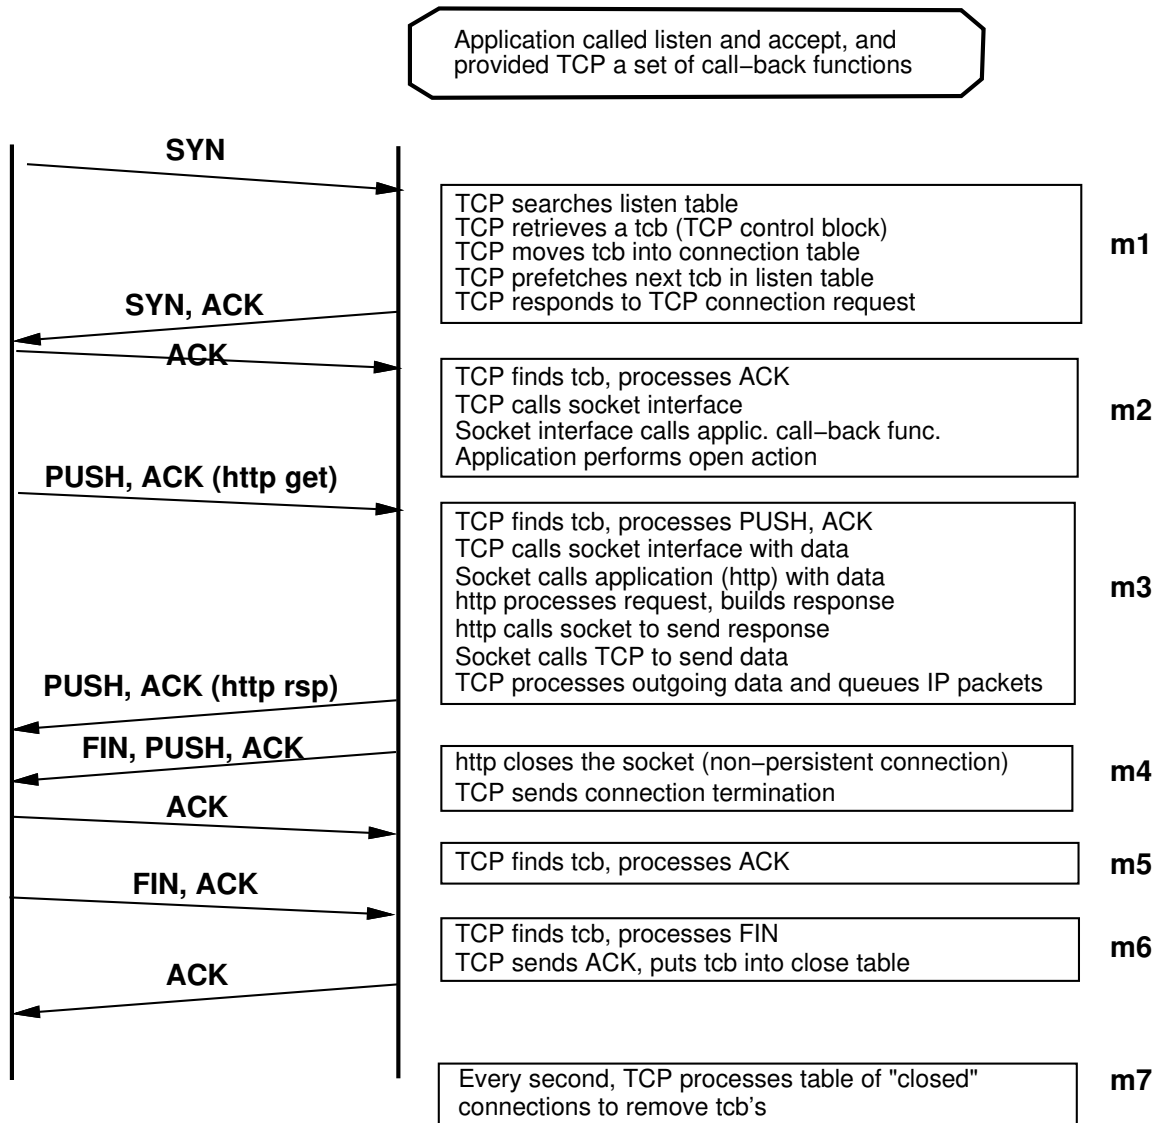 Application called listen and accept, and
provided TCP a set of call−back functions
SYN
TCP searches listen table
TCP retrieves a tcb (TCP control block)
TCP moves tcb into connection table
TCP prefetches next tcb in listen table
TCP responds to TCP connection request
m1
SYN, ACK
ACK
TCP finds tcb, processes ACK
TCP calls socket interface
Socket interface calls applic. call−back func.
Application performs open action
m2
PUSH, ACK (http get)
TCP finds tcb, processes PUSH, ACK
TCP calls socket interface with data
Socket calls application (http) with data
http processes request, builds response
http calls socket to send response
Socket calls TCP to send data
TCP processes outgoing data and queues IP packets
m3
PUSH, ACK (http rsp)
FIN, PUSH, ACK
http closes the socket (non−persistent connection)
TCP sends connection termination
m4
ACK
TCP finds tcb, processes ACK
m5
FIN, ACK
TCP finds tcb, processes FIN
TCP sends ACK, puts tcb into close table
m6
ACK
Every second, TCP processes table of "closed"
connections to remove tcb's
m7